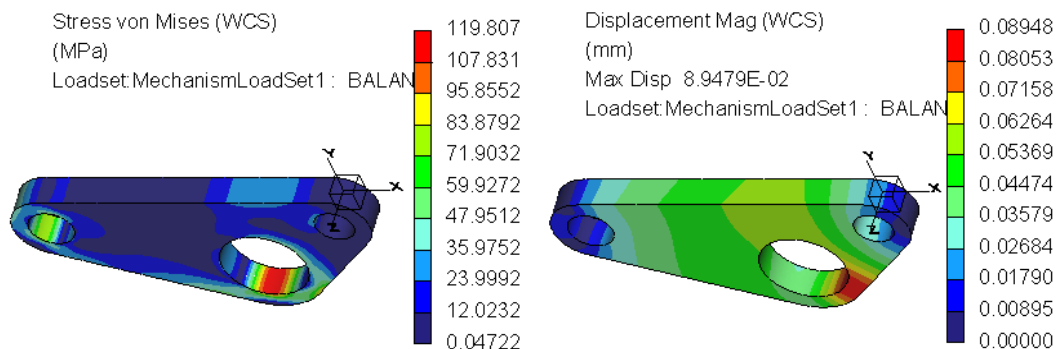 Stress von Mises (WCS)
(MPa)
Loadset:MechanismLoadSet1 : BALAN
119.807
107.831
95.8552
83.8792
71.9032
59.9272
47.9512
35.9752
23.9992
12.0232
0.04722
Y
X
Z
Displacement Mag (WCS)
(mm)
Max Disp 8.9479E-02
Loadset:MechanismLoadSet1 : BALAN
0.08948
0.08053
0.07158
0.06264
0.05369
0.04474
0.03579
0.02684
0.01790
0.00895
0.00000
Y
X
Z